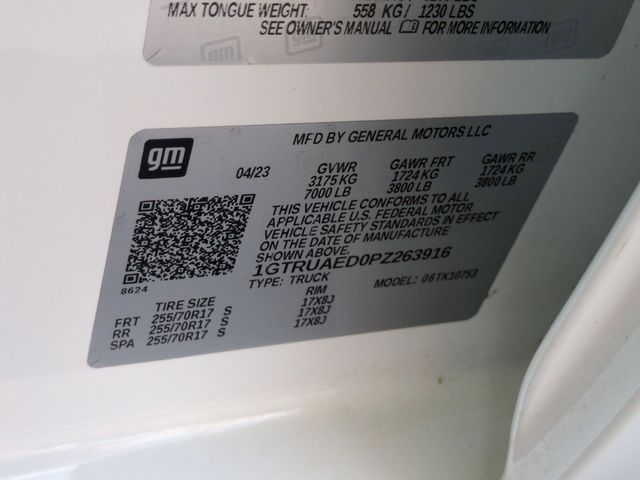 MAX TONGUE WEIGHT: 558 KG / 1230 LBS
SEE OWNER'S MANUAL FOR MORE INFORMATION
gm
MFD BY GENERAL MOTORS LLC
04/23 GVWR GAWR FRT GAWR RR
3175 KG 1724 KG 1724 KG
7000 LB 3800 LB 3800 LB
THIS VEHICLE CONFORMS TO ALL
APPLICABLE U.S. FEDERAL MOTOR
VEHICLE SAFETY STANDARDS IN EFFECT
ON THE DATE OF MANUFACTURE SHOWN ABOVE.
1GTRUAED0PZ263916
8624
TYPE: TRUCK MODEL: 06TK10753
TIRE SIZE RIM
FRT 255/70R17 S 17X8J
RR 255/70R17 S 17X8J
SPA 255/70R17 S 17X8J